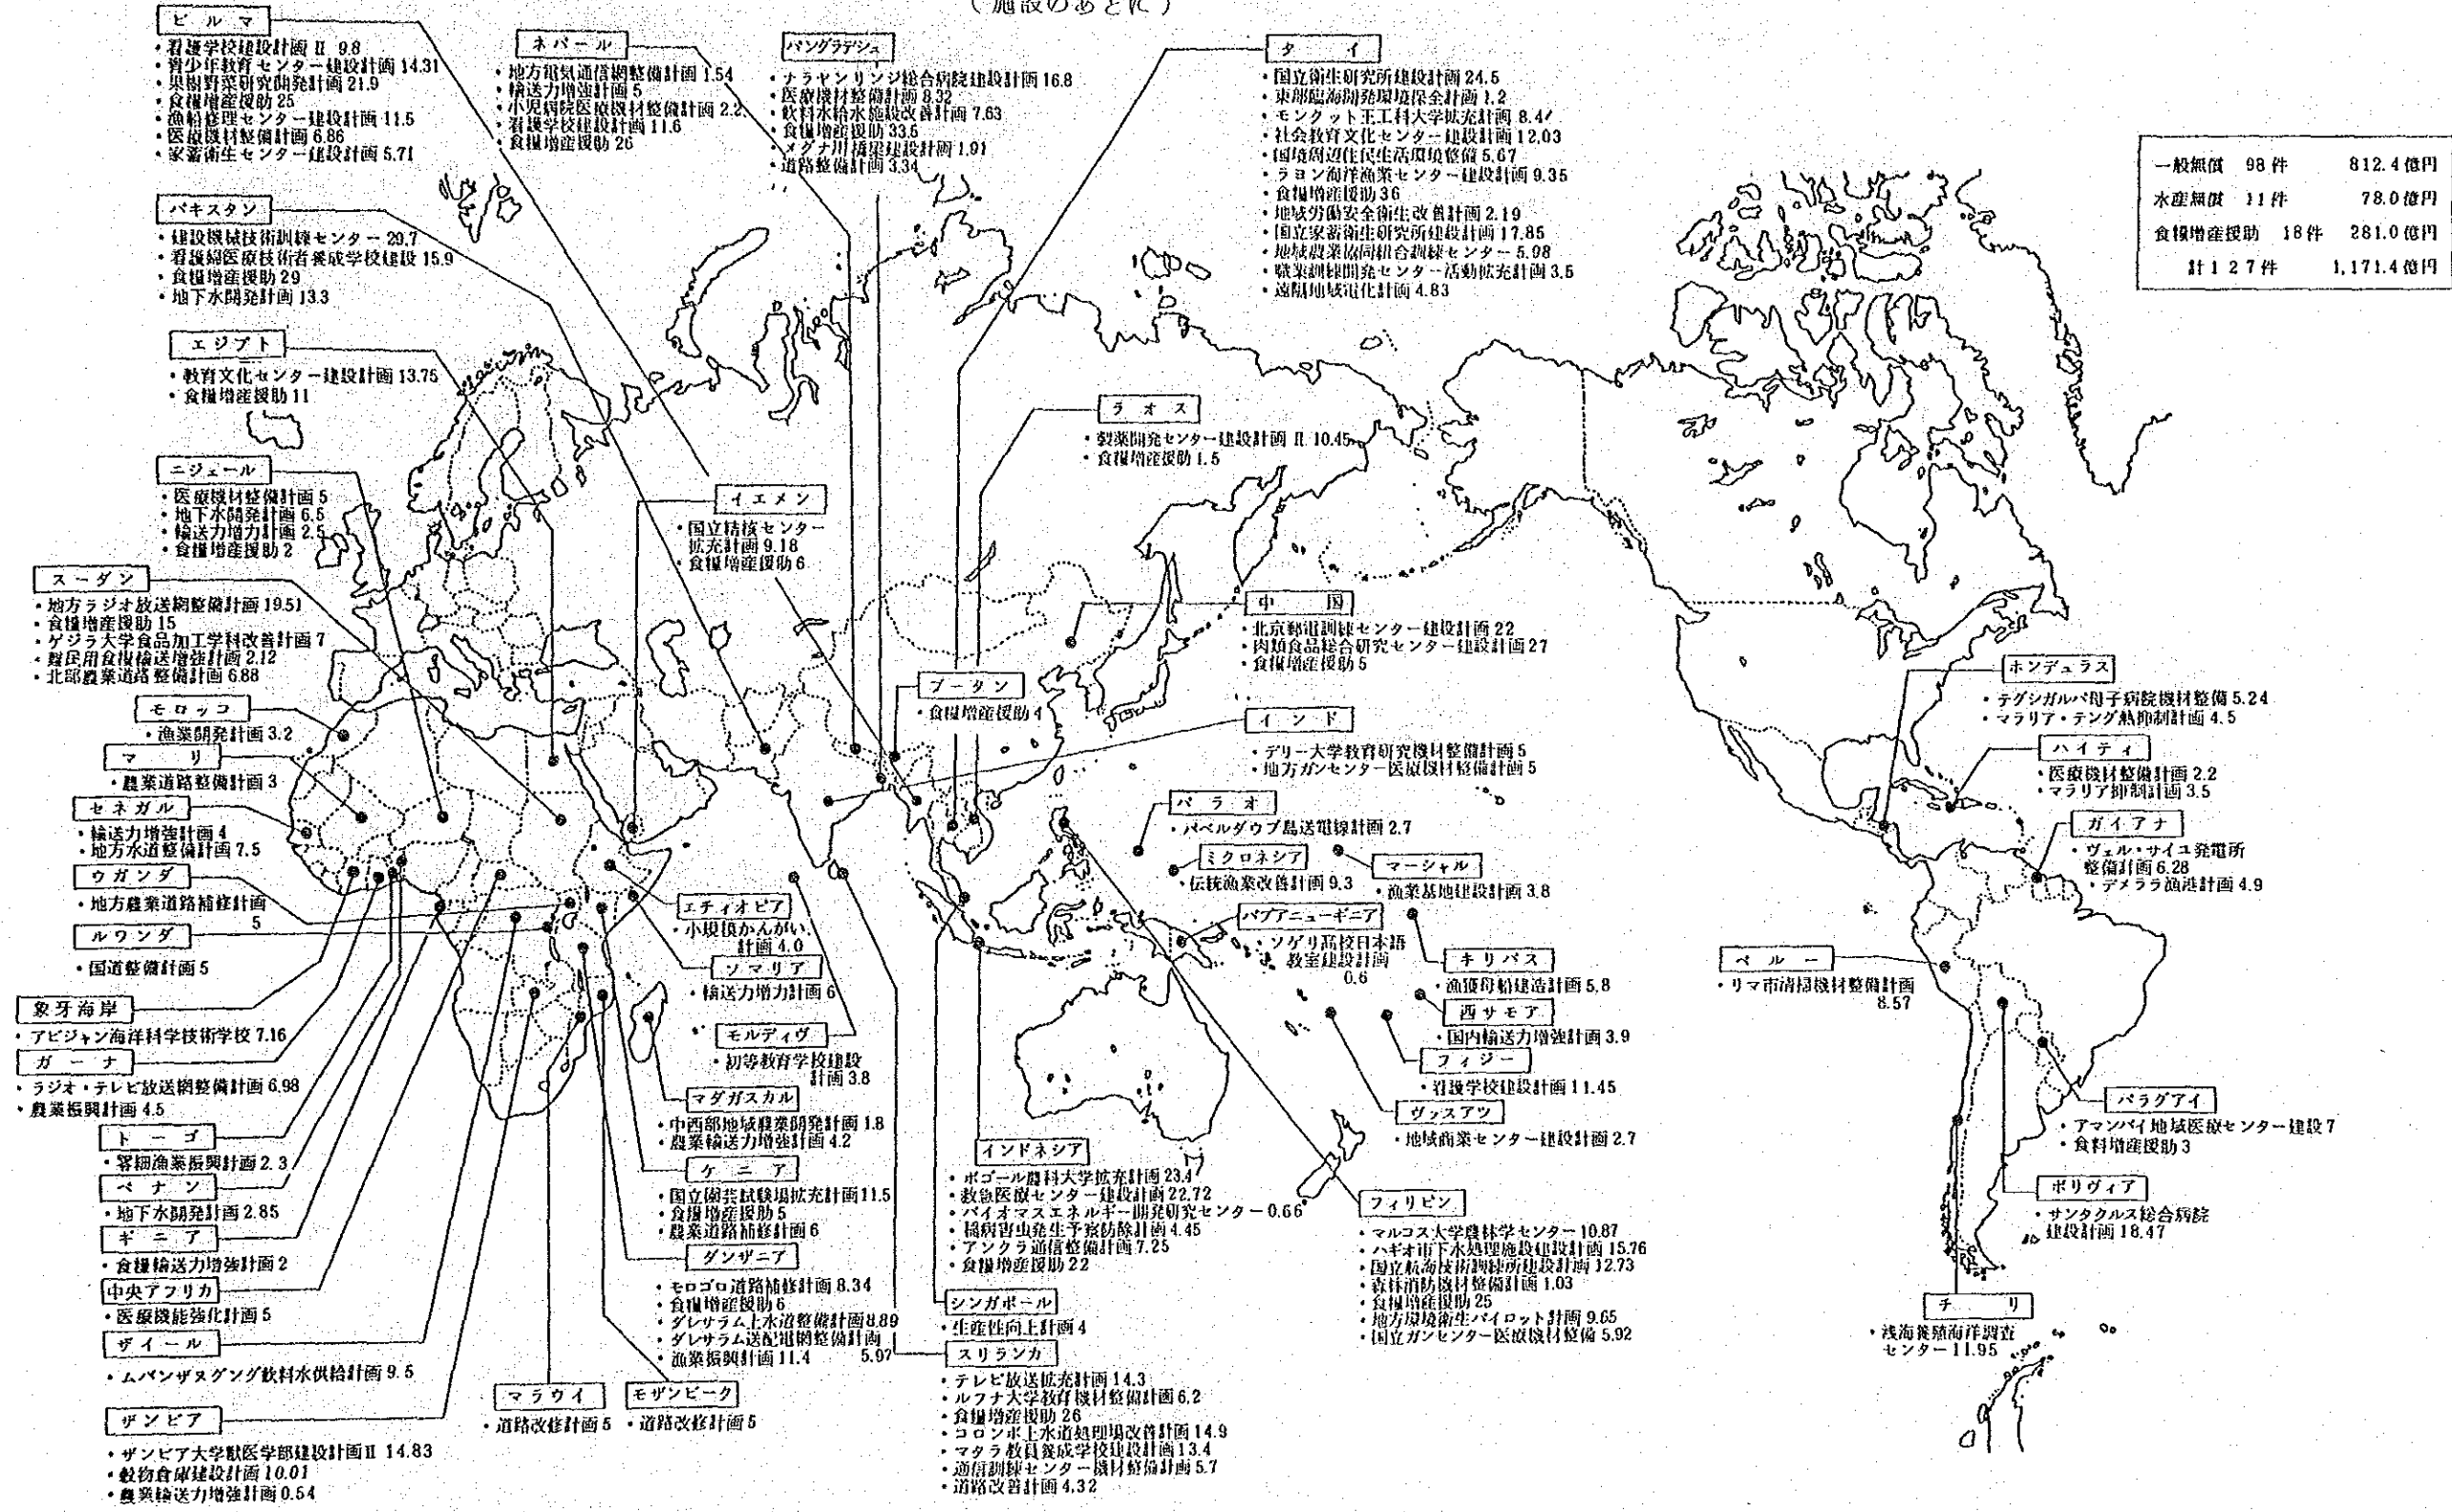 （施設のあとに）
ビルマ
・看護学校建設計画 II 9.8
・青少年教育センター建設計画 14.31
・果樹野菜研究開発計画 21.9
・食糧増産援助 25
・漁船修理センター建設計画 11.5
・医療機材整備計画 6.86
・家畜衛生センター建設計画 5.71
ネパール
・地方電気通信網整備計画 1.54
・輸送力増強計画 5
・小児病院医療機材整備計画 2.2
・看護学校建設計画 11.6
・食糧増産援助 26
バングラデシュ
・ナラヤンリンジ総合病院建設計画 16.8
・医療機材整備計画 8.32
・飲料水給水施設改善計画 7.63
・食糧増産援助 33.5
・メグナ川橋梁建設計画 1.91
・道路整備計画 3.34
タイ
・国立衛生研究所建設計画 24.5
・東部臨海開発環境保全計画 1.2
・モンクット王工科大学拡充計画 8.4
・社会教育文化センター建設計画 12.03
・国境周辺住民生活環境整備 5.67
・ラヨン海洋漁業センター建設計画 9.35
・食糧増産援助 36
・地域労働安全衛生改善計画 2.19
・国立家畜衛生研究所建設計画 17.85
・地域農業協同組合訓練センター 5.98
・職業訓練開発センター活動拡充計画 3.5
・遠隔地域電化計画 4.83
一般無償 98件 812.4億円
水産無償 11件 78.0億円
食糧増産援助 18件 281.0億円
計127件 1,171.4億円
パキスタン
・建設機械技術訓練センター 29.7
・看護婦医療技術者養成学校建設 15.9
・食糧増産援助 29
・地下水開発計画 13.3
エジプト
・教育文化センター建設計画 13.75
・食糧増産援助 11
ラオス
・製薬開発センター建設計画 II 10.45
・食糧増産援助 1.5
ニジェール
・医療機材整備計画 5
・地下水開発計画 6.5
・輸送力増力計画 2.5
・食糧増産援助 2
イエメン
・国立結核センター
拡充計画 9.18
・食糧増産援助 6
スーダン
・地方ラジオ放送網整備計画 19.51
・食糧増産援助 15
・ゲジラ大学食品加工学科改善計画 7
・難民用食糧輸送増強計画 2.12
・北部農業道路整備計画 6.88
中国
・北京郵電訓練センター建設計画 22
・肉類食品総合研究センター建設計画 27
・食糧増産援助 5
ブータン
・食糧増産援助 4
インド
・デリー大学教育研究機材整備計画 5
・地方ガンセンター医療機材整備計画 5
ホンデュラス
・テグシガルパ母子病院機材整備 5.24
・マラリア・デング熱抑制計画 4.5
ハイティ
・医療機材整備計画 2.2
・マラリア抑制計画 3.5
ガイアナ
・ヴェル・サイユ発電所
整備計画 6.28
・デメララ漁港計画 4.9
モロッコ
・漁業開発計画 3.2
マリ
・農業道路整備計画 3
セネガル
・輸送力増強計画 4
・地方水道整備計画 7.5
ウガンダ
・地方農業道路補修計画
5
ルワンダ
・国道整備計画 5
パラオ
・バベルダウプ島送電線計画 2.7
ミクロネシア
・伝統漁業改善計画 9.3
マーシャル
・漁業基地建設計画 3.8
パプアニューギニア
・ソゲリ高校日本語
教室建設計画
0.6
キリバス
・漁獲母船建造計画 5.8
西サモア
・国内輸送力増強計画 3.9
フィジー
・看護学校建設計画 11.45
ヴァヌアツ
・地域商業センター建設計画 2.7
エティオピア
・小規模かんがい
計画 4.0
ソマリア
・輸送力増力計画 6
モルディヴ
・初等教育学校建設
計画 3.8
マダガスカル
・中西部地域農業開発計画 1.8
・農業輸送力増強計画 4.2
ケニア
・国立園芸試験場拡充計画 11.5
・食糧増産援助 5
・農業道路補修計画 6
タンザニア
・モロゴロ道路補修計画 8.34
・食糧増産援助 6
・ダレサラム上水道整備計画 8.89
・ダレサラム送配電網整備計画
5.97
・漁業振興計画 11.4
象牙海岸
・アビジャン海洋科学技術学校 7.16
ガーナ
・ラジオ・テレビ放送網整備計画 6.98
・農業振興計画 4.5
トーゴ
・零細漁業振興計画 2.3
ベナン
・地下水開発計画 2.85
ギニア
・食糧輸送力増強計画 2
中央アフリカ
・医療機能強化計画 5
ザイール
・ムバンザヌグング飲料水供給計画 9.5
ザンビア
・ザンビア大学獣医学部建設計画 II 14.83
・穀物倉庫建設計画 10.01
・農業輸送力増強計画 0.54
マラウイ
・道路改修計画 5
モザンビーク
・道路改修計画 5
インドネシア
・ボゴール農科大学拡充計画 23.4
・救急医療センター建設計画 22.72
・バイオマスエネルギー開発研究センター 0.66
・稲病害虫発生予察防除計画 4.45
・アンクラ通信整備計画 7.25
・食糧増産援助 22
シンガポール
・生産性向上計画 4
スリランカ
・テレビ放送拡充計画 14.3
・ルフナ大学教育機材整備計画 6.2
・食糧増産援助 26
・コロンボ上水道処理場改善計画 14.9
・マタラ教員養成学校建設計画 13.4
・通信訓練センター機材整備計画 5.7
・道路改善計画 4.32
フィリピン
・マルコス大学農林学センター 10.87
・バギオ市下水処理施設建設計画 15.76
・国立航海技術訓練所建設計画 12.73
・森林消防機材整備計画 1.03
・食糧増産援助 25
・地方環境衛生パイロット計画 9.65
・国立ガンセンター医療機材整備 5.92
ペルー
・リマ市清掃機材整備計画
8.57
パラグアイ
・アマンバイ地域医療センター建設 7
・食料増産援助 3
ボリヴィア
・サンタクルス総合病院
建設計画 18.47
チリ
・浅海養殖海洋調査
センター 11.95